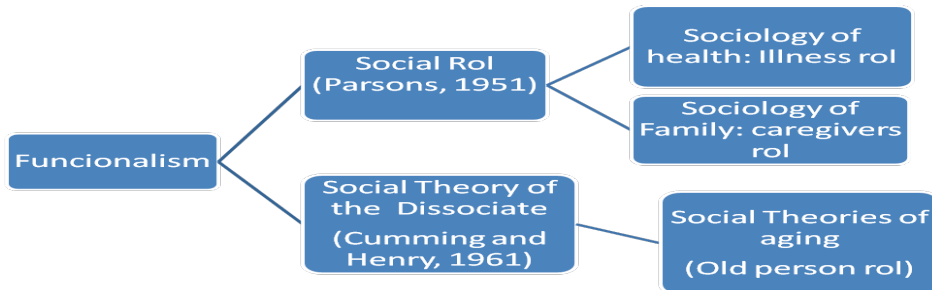 Funcionalism
Social Rol
(Parsons, 1951)
Sociology of
health: Illness rol
Sociology of
Family: caregivers
rol
Social Theory of
the Dissociate
(Cumming and
Henry, 1961)
Social Theories of
aging
(Old person rol)